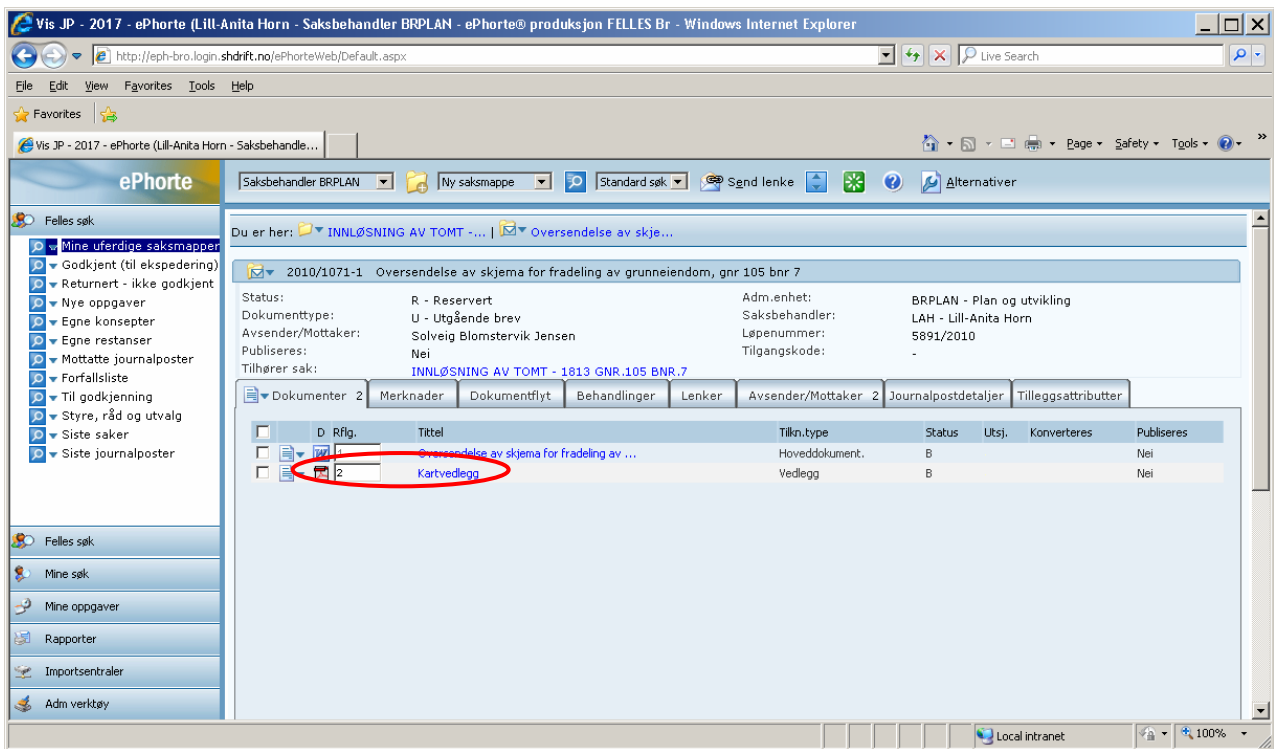 Vis JP - 2017 - ePhorte (Lill-Anita Horn - Saksbehandler BRPLAN - ePhorte® produksjon FELLES Br - Windows Internet Explorer
http://eph-bro.login.shdrift.no/ePhorteWeb/Default.aspx
Live Search
File Edit View Favorites Tools Help
Favorites
Vis JP - 2017 - ePhorte (Lill-Anita Horn - Saksbehandle...
Page Safety Tools »
ePhorte
Saksbehandler BRPLAN Ny saksmappe Standard søk Send lenke Alternativer
Felles søk
Mine uferdige saksmapper
Godkjent (til ekspedering)
Returnert - ikke godkjent
Nye oppgaver
Egne konsepter
Egne restanser
Mottatte journalposter
Forfallsliste
Til godkjenning
Styre, råd og utvalg
Siste saker
Siste journalposter
Felles søk
Mine søk
Mine oppgaver
Rapporter
Importsentraler
Adm verktøy
Du er her: INNLØSNING AV TOMT -... | Oversendelse av skje...
2010/1071-1 Oversendelse av skjema for fradeling av grunneiendom, gnr 105 bnr 7
Status: R - Reservert Adm.enhet: BRPLAN - Plan og utvikling
Dokumenttype: U - Utgående brev Saksbehandler: LAH - Lill-Anita Horn
Avsender/Mottaker: Solveig Blomstervik Jensen Løpenummer: 5891/2010
Publiseres: Nei Tilgangskode: -
Tilhører sak: INNLØSNING AV TOMT - 1813 GNR.105 BNR.7
Dokumenter 2 Merknader Dokumentflyt Behandlinger Lenker Avsender/Mottaker 2 Journalpostdetaljer Tilleggsattributter
D Rflg. Tittel Tilkn.type Status Utsj. Konverteres Publiseres
1 Oversendelse av skjema for fradeling av ... Hoveddokument. B Nei
2 Kartvedlegg Vedlegg B Nei
Local intranet 100%